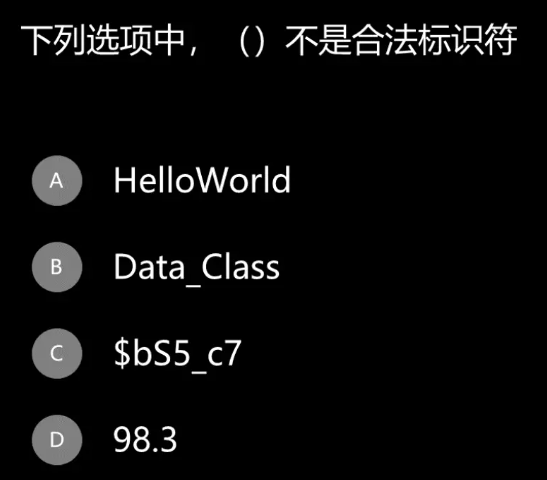 下列选项中，（）不是合法标识符
A HelloWorld
B Data_Class
C $bS5_c7
D 98.3